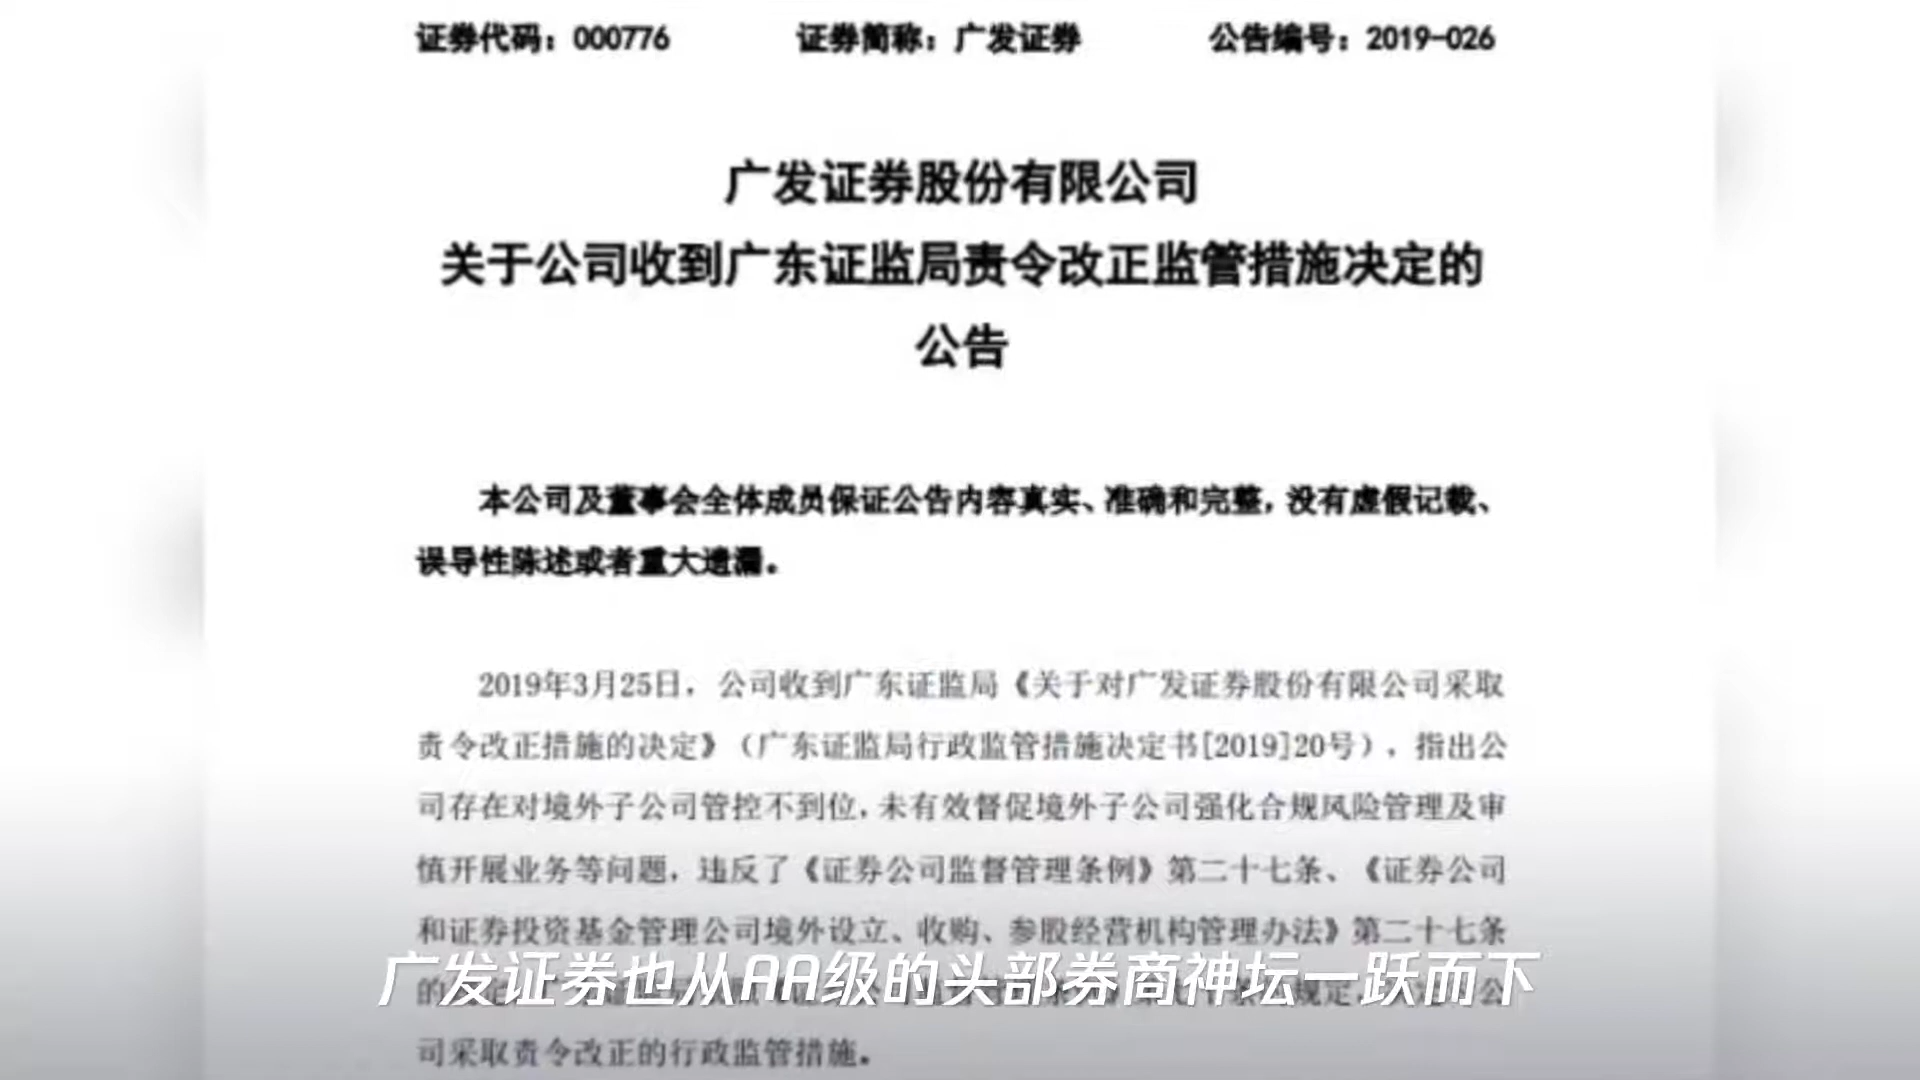 证券代码：000776 证券简称：广发证券 公告编号：2019-026
广发证券股份有限公司
关于公司收到广东证监局责令改正监管措施决定的
公告
本公司及董事会全体成员保证公告内容真实、准确和完整，没有虚假记载、
误导性陈述或者重大遗漏。
2019年3月25日，公司收到广东证监局《关于对广发证券股份有限公司采取
责令改正措施的决定》（广东证监局行政监管措施决定书[2019]20号），指出公
司存在对境外子公司管控不到位，未有效督促境外子公司强化合规风险管理及审
慎开展业务等问题，违反了《证券公司监督管理条例》第二十七条、《证券公司
和证券投资基金管理公司境外设立、收购、参股经营机构管理办法》第二十七条
广发证券也从AA级的头部券商神坛一跃而下
司采取责令改正的行政监管措施。